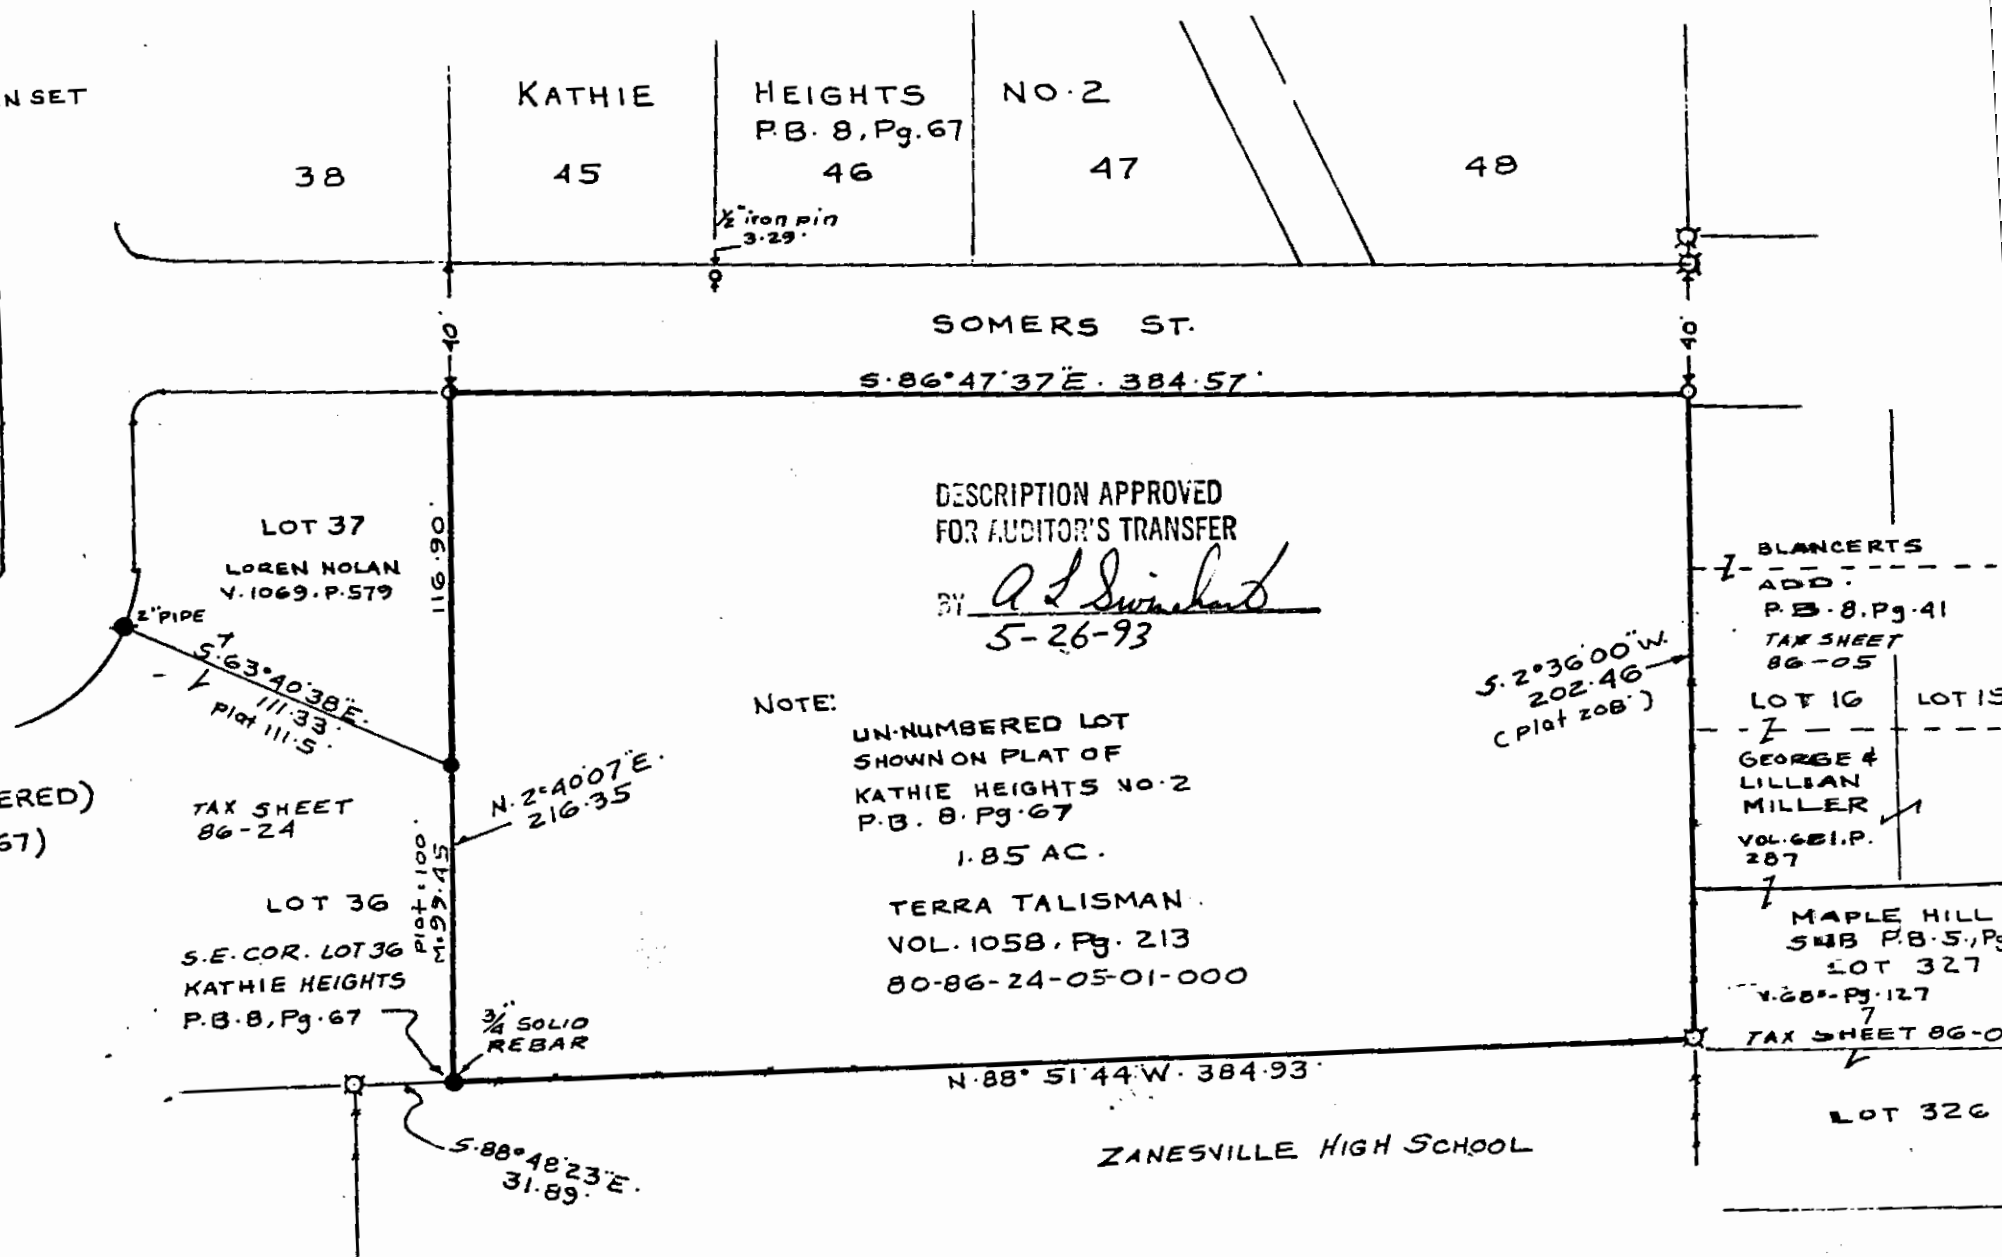 NSET
KATHIE
HEIGHTS
NO. 2
P.B. 8, Pg. 67
38
45
46
47
48
½" iron pin
3.29'
40'
SOMERS ST.
40'
S.86°47'37"E. 384.57'
LOT 37
LOREN NOLAN
V.1069.P.579
116.90'
2"PIPE
S.63°40'38"E.
111.33'
Plat 111.5'
DESCRIPTION APPROVED
FOR AUDITOR'S TRANSFER
BY A L Swinehart
5-26-93
S.2°36'00"W.
202.46
(Plat 208')
BLANCERTS
ADD.
P.B.8.Pg.41
TAX SHEET
86-05
LOT 16
LOT 15
GEORGE &
LILLIAN
MILLER
VOL.681.P.
287
NOTE:
UN-NUMBERED LOT
SHOWN ON PLAT OF
KATHIE HEIGHTS NO.2
P.B. 8. Pg.67
1.85 AC.
TERRA TALISMAN.
VOL. 1058, Pg. 213
80-86-24-05-01-000
N.2°40'07"E.
216.35
ERED)
67)
TAX SHEET
86-24
LOT 36
Plat=100'
M.99.45
S.E. COR. LOT 36
KATHIE HEIGHTS
P.B.8, Pg.67
¾" SOLID
REBAR
MAPLE HILL
SUB P.B.5., Pg
LOT 327
Pg.127
TAX SHEET 86-0
N.88°51'44"W. 384.93'
LOT 326
S.88°48'23"E.
31.89'
ZANESVILLE HIGH SCHOOL